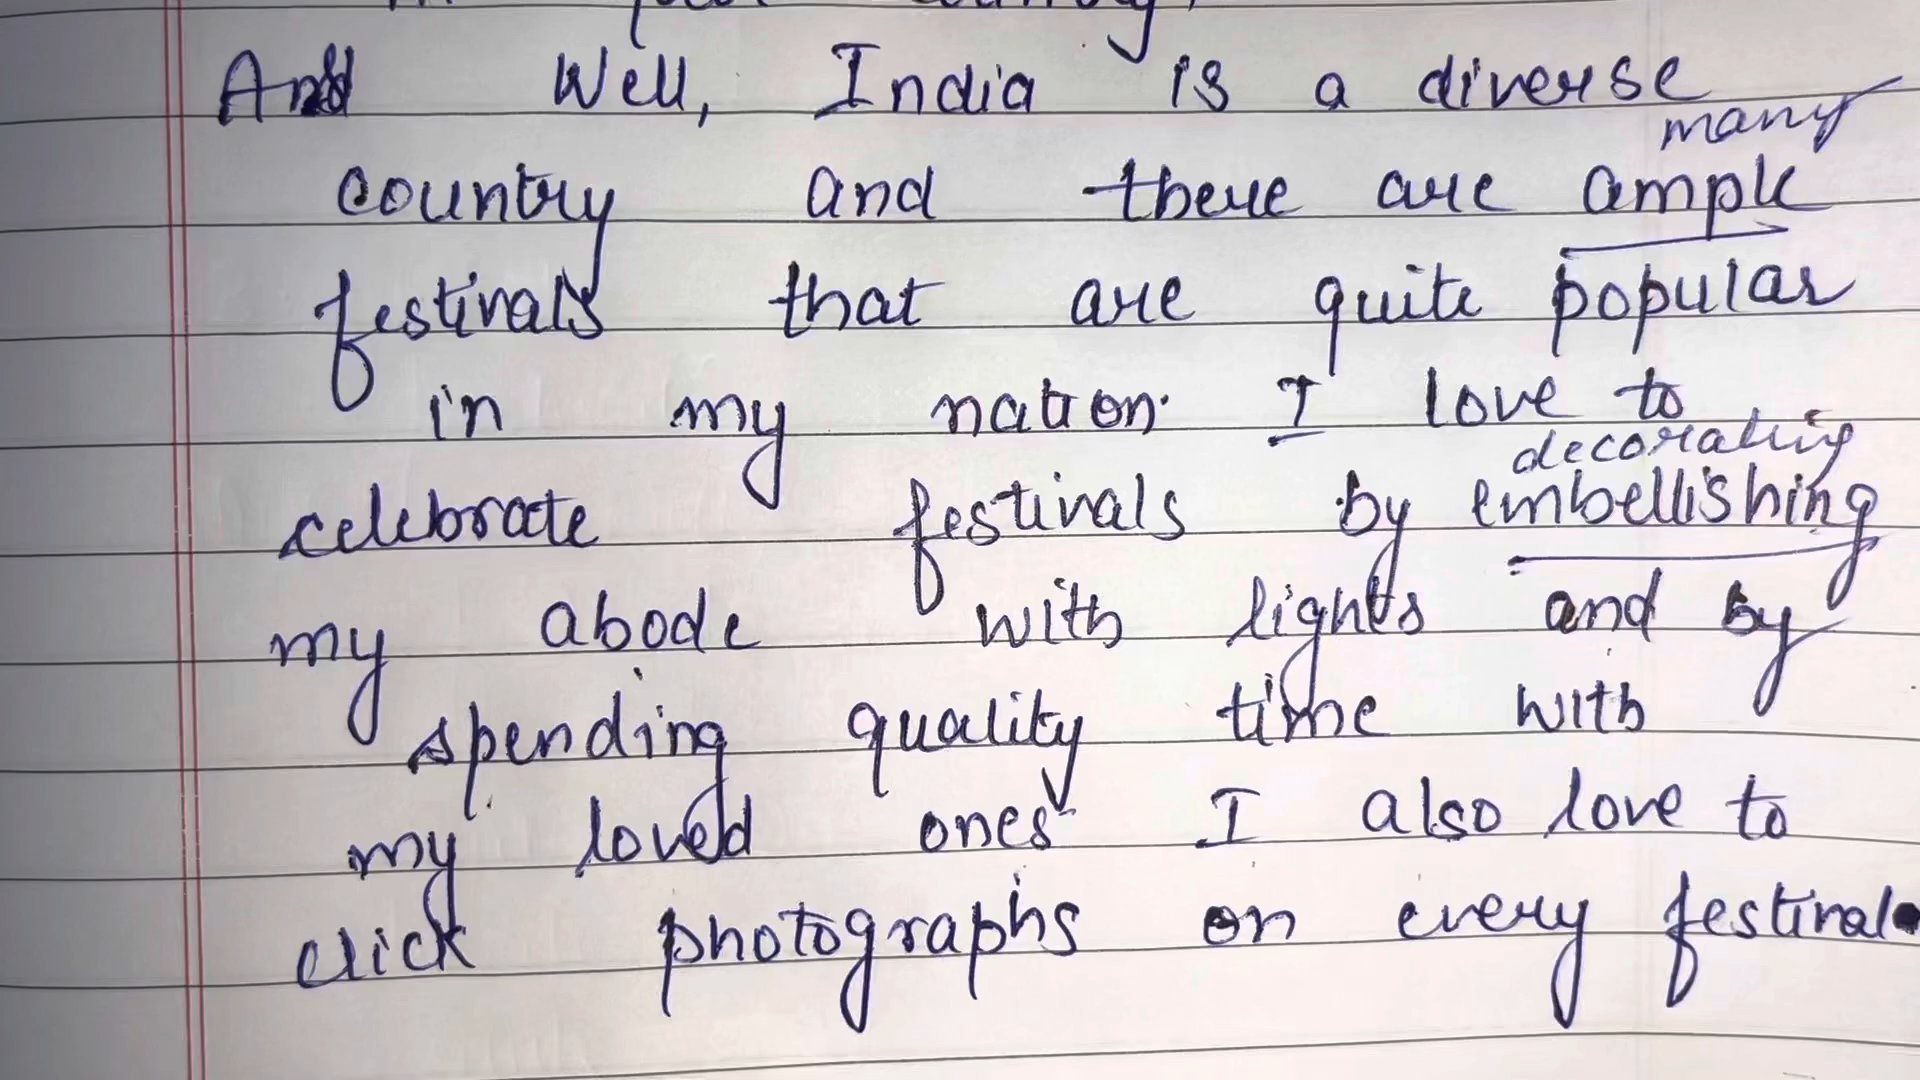 Ans Well, India is a diverse
many
country and there are ample
festivals that are quite popular
in my nation. I love to
decorating
celebrate festivals by embellishing
my abode with lights and by
spending quality time with
my loved ones I also love to
click photographs on every festival.